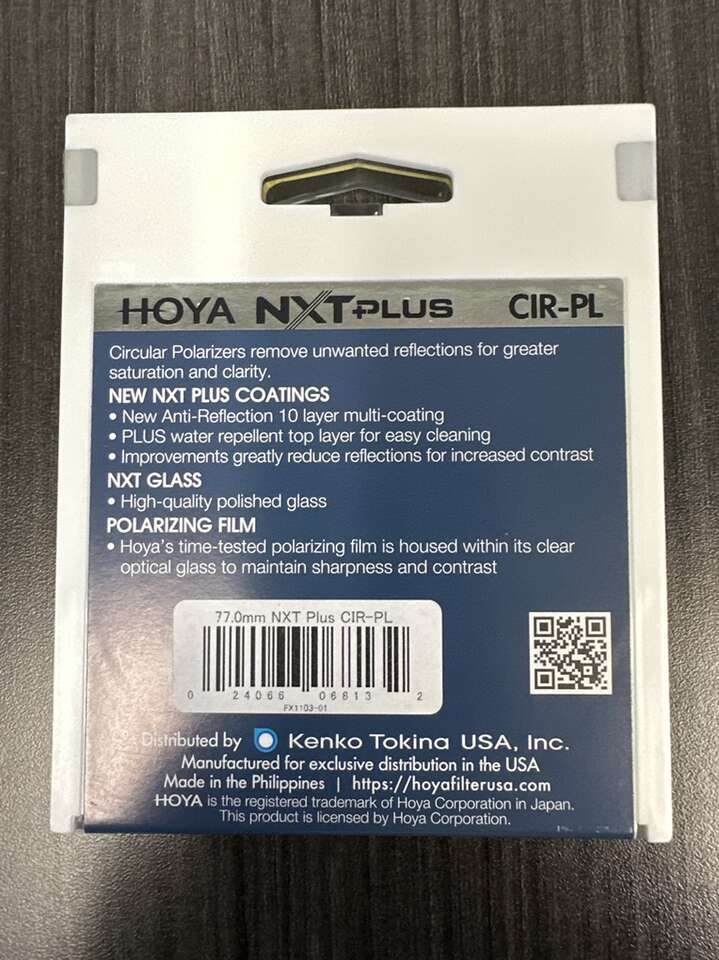 HOYA NXT PLUS CIR-PL
Circular Polarizers remove unwanted reflections for greater
saturation and clarity.
NEW NXT PLUS COATINGS
• New Anti-Reflection 10 layer multi-coating
• PLUS water repellent top layer for easy cleaning
• Improvements greatly reduce reflections for increased contrast
NXT GLASS
• High-quality polished glass
POLARIZING FILM
• Hoya's time-tested polarizing film is housed within its clear
optical glass to maintain sharpness and contrast
77.0mm NXT Plus CIR-PL
0 24066 06813 2
FX1103-01
Distributed by Kenko Tokina USA, Inc.
Manufactured for exclusive distribution in the USA
Made in the Philippines | https://hoyafilterusa.com
HOYA is the registered trademark of Hoya Corporation in Japan.
This product is licensed by Hoya Corporation.